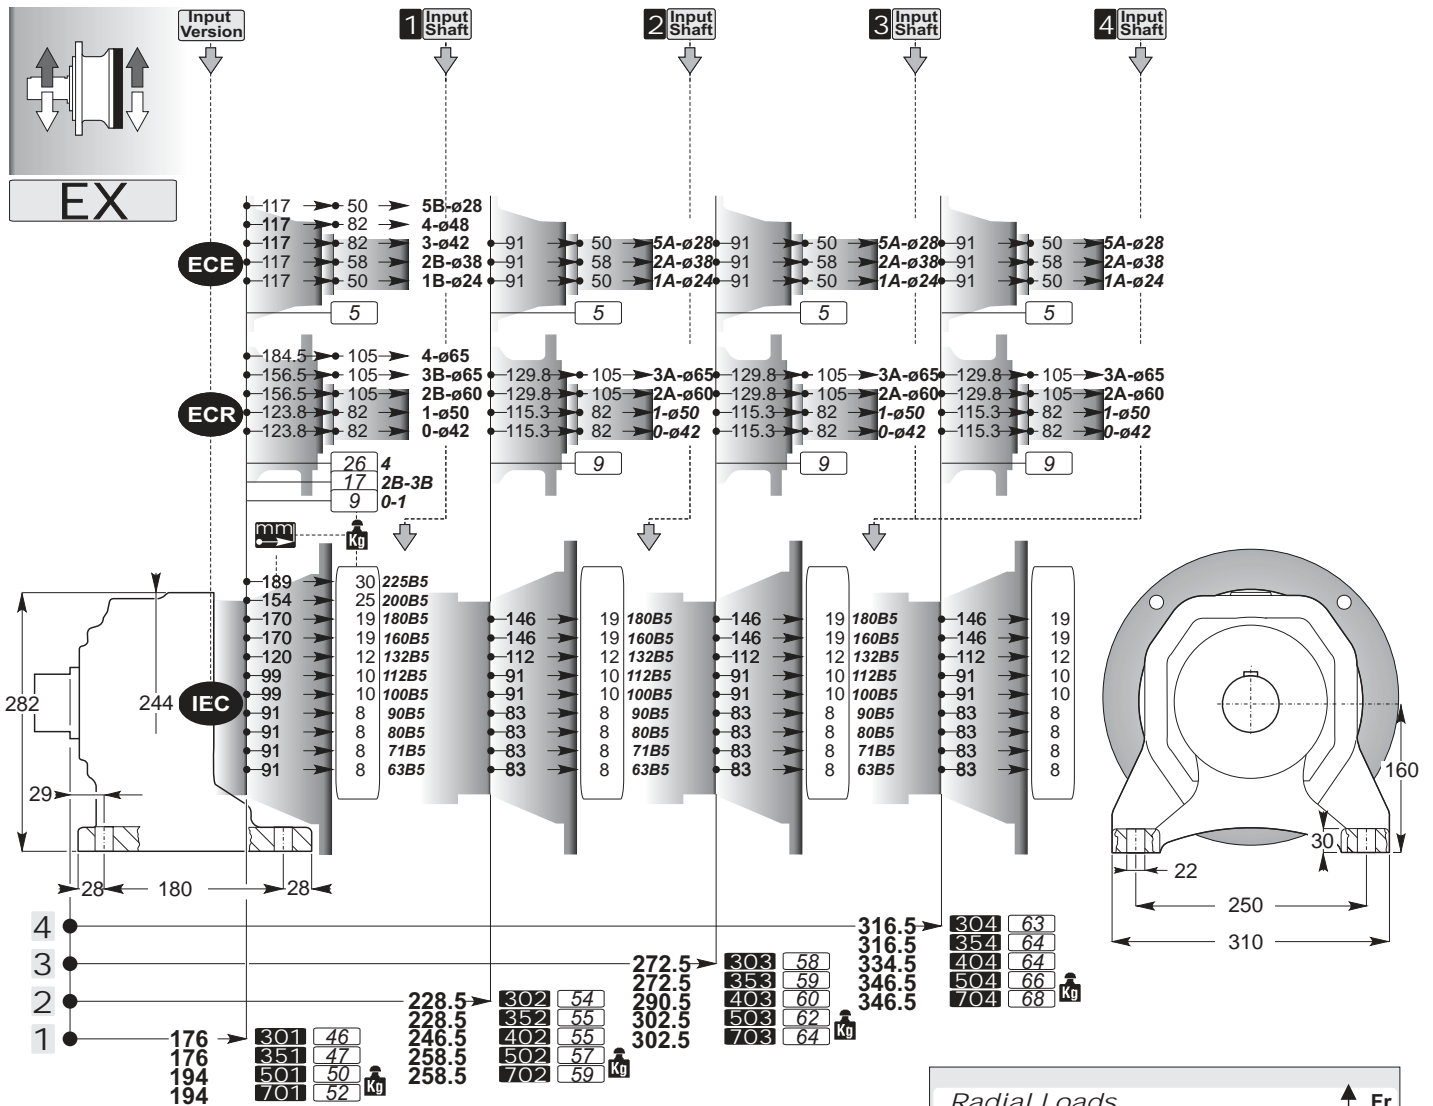 Input Version
1 Input Shaft
2 Input Shaft
3 Input Shaft
4 Input Shaft
EX
117 50 5B-ø28
117 82 4-ø48
117 82 3-ø42 91 50 5A-ø28 91 50 5A-ø28 91 50 5A-ø28
ECE 117 58 2B-ø38 91 58 2A-ø38 91 58 2A-ø38 91 58 2A-ø38
117 50 1B-ø24 91 50 1A-ø24 91 50 1A-ø24 91 50 1A-ø24
5 5 5 5
184.5 105 4-ø65
156.5 105 3B-ø65 129.8 105 3A-ø65 129.8 105 3A-ø65 129.8 105 3A-ø65
156.5 105 2B-ø60 129.8 105 2A-ø60 129.8 105 2A-ø60 129.8 105 2A-ø60
ECR 123.8 82 1-ø50 115.3 82 1-ø50 115.3 82 1-ø50 115.3 82 1-ø50
123.8 82 0-ø42 115.3 82 0-ø42 115.3 82 0-ø42 115.3 82 0-ø42
26 4 9 9 9
17 2B-3B
9 0-1
mm Kg
189 30 225B5
154 25 200B5
170 19 180B5 146 19 180B5 146 19 180B5 146 19
170 19 160B5 146 19 160B5 146 19 160B5 146 19
120 12 132B5 112 12 132B5 112 12 132B5 112 12
99 10 112B5 91 10 112B5 91 10 112B5 91 10
99 10 100B5 91 10 100B5 91 10 100B5 91 10
282 244 IEC
91 8 90B5 83 8 90B5 83 8 90B5 83 8
91 8 80B5 83 8 80B5 83 8 80B5 83 8
91 8 71B5 83 8 71B5 83 8 71B5 83 8
91 8 63B5 83 8 63B5 83 8 63B5 83 8
160
29
30
28 180 28
22
250
310
4 316.5 304 63
316.5 354 64
334.5 404 64
346.5 504 66
346.5 704 68
Kg
3 272.5 303 58
272.5 353 59
290.5 403 60
302.5 503 62
302.5 703 64
Kg
2 228.5 302 54
228.5 352 55
246.5 402 55
258.5 502 57
258.5 702 59
Kg
1 176 301 46
176 351 47
194 501 50
194 701 52
Kg
Radial Loads Fr